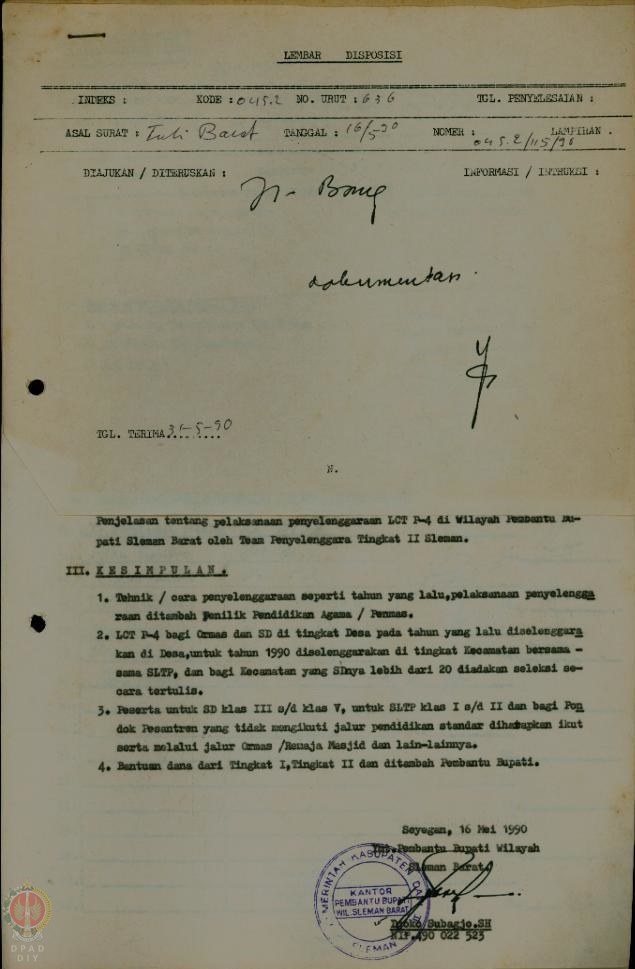 LEMBAR DISPOSISI
INDEKS : KODE : 045.2 NO. URUT : 636 TGL. PENYELESAIAN :
ASAL SURAT : Tuti Barat TANGGAL : 16/5-90 NOMER : 045.2/115/90 LAMPIRAN .
DIAJUKAN / DITERUSKAN : INFORMASI / INTRUKSI :
dokumentasi.
TGL. TERIMA 31-5-90
N.
Penjelasan tentang pelaksanaan penyelenggaraan LCT P-4 di Wilayah Pembantu Bu-
pati Sleman Barat oleh Team Penyelenggara Tingkat II Sleman.
III. K E S I M P U L A N .
1. Tehnik / cara penyelenggaraan seperti tahun yang lalu,pelaksanaan penyelengga
raan ditambah Penilik Pendidikan Agama / Penmas.
2. LCT P-4 bagi Ormas dan SD di tingkat Desa pada tahun yang lalu diselenggara
kan di Desa,untuk tahun 1990 diselenggarakan di tingkat Kecamatan bersama -
sama SLTP, dan bagi Kecamatan yang SDnya lebih dari 20 diadakan seleksi se-
cara tertulis.
3. Peserta untuk SD klas III s/d klas V, untuk SLTP klas I s/d II dan bagi Pon
dok Pesantren yang tidak mengikuti jalur pendidikan standar diharapkan ikut
serta melalui jalur Ormas /Remaja Masjid dan lain-lainnya.
4. Bantuan dana dari Tingkat I,Tingkat II dan ditambah Pembantu Bupati.
Seyegan, 16 Mei 1990
Pembantu Bupati Wilayah
Sleman Barat
PEMERINTAH KABUPATEN
KANTOR
PEMBANTU BUPATI
WIL. SLEMAN BARAT
SLEMAN
Djoko Subagjo.SH
NIP.490 022 523
DPAD
DIY